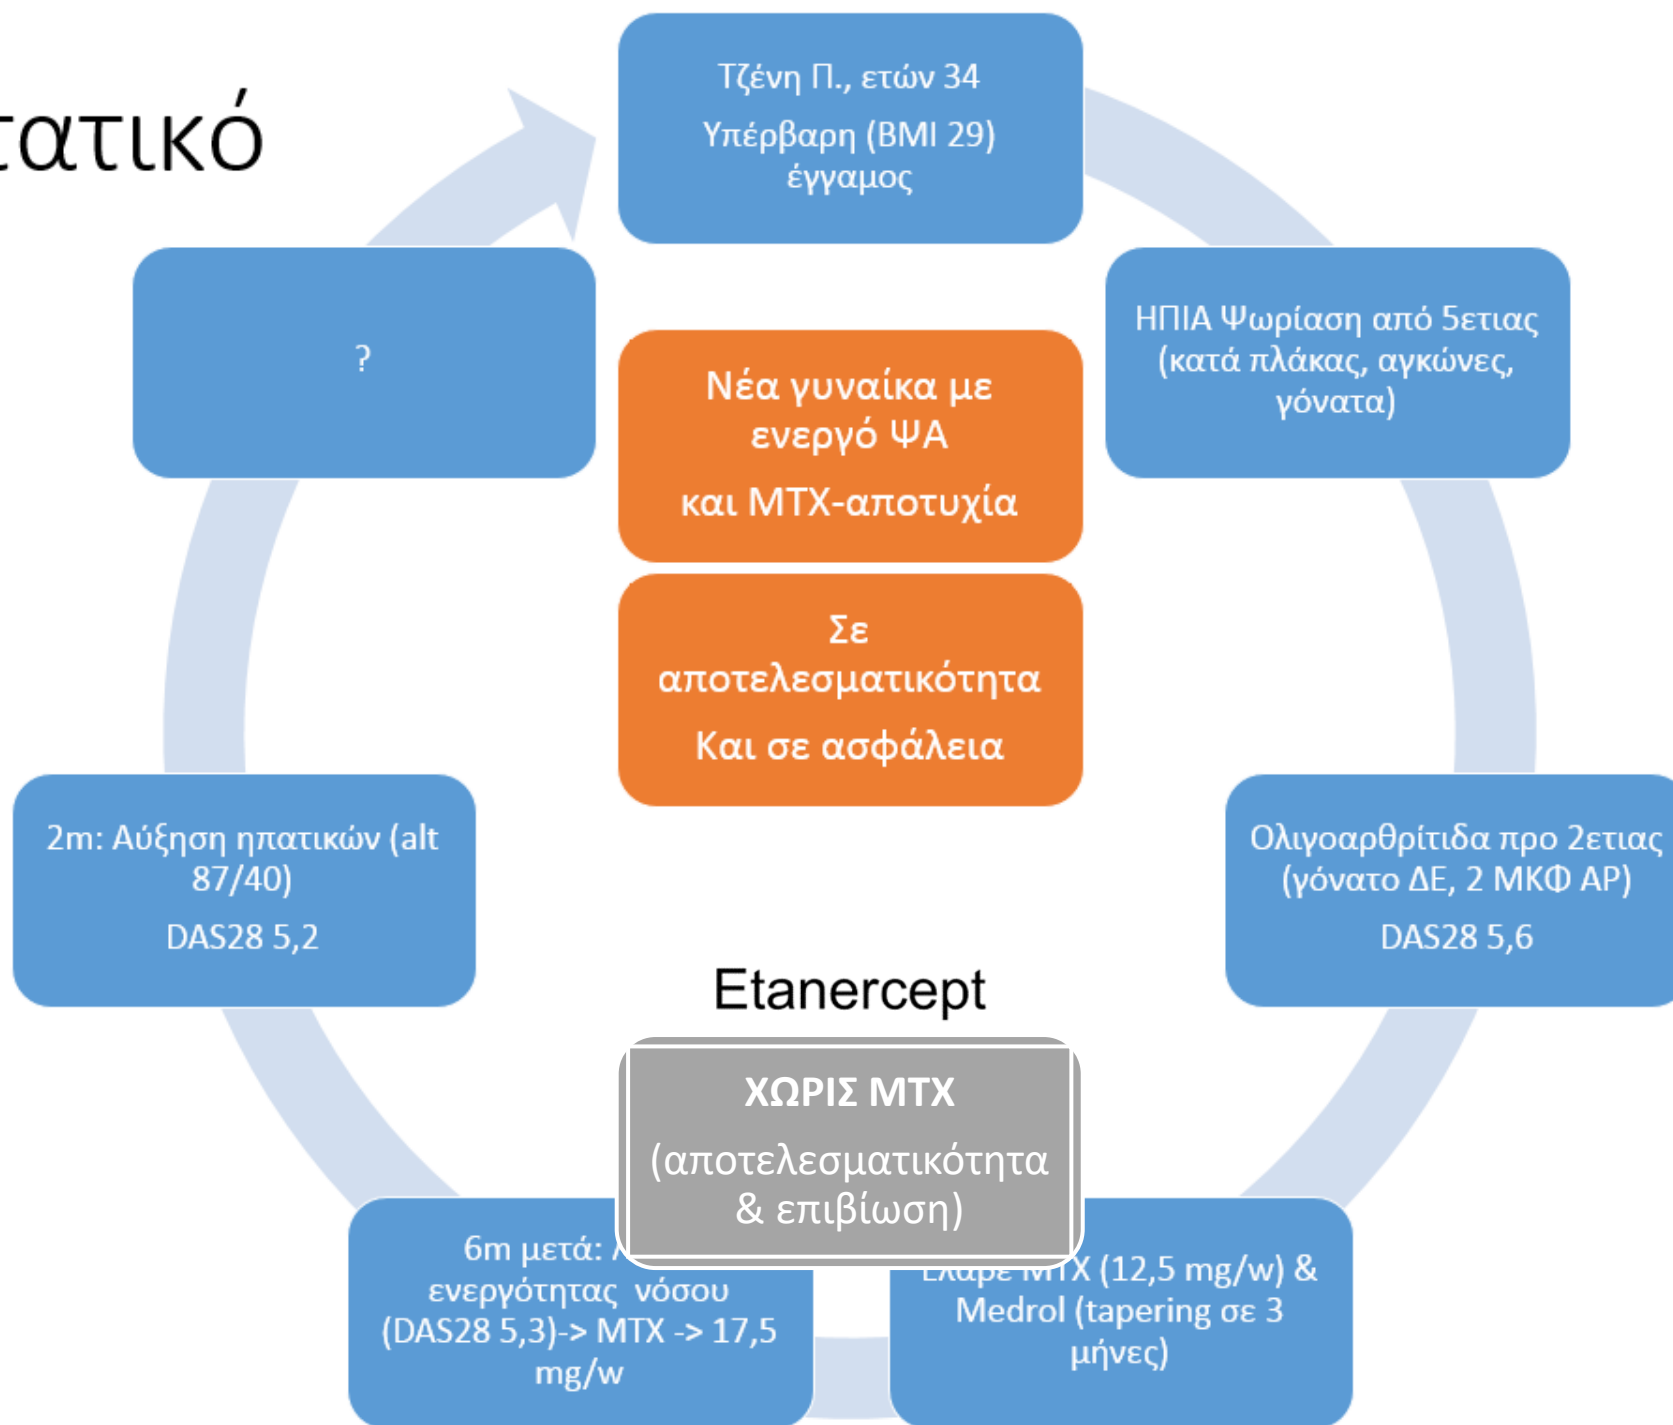 τατικό
Τζένη Π., ετών 34
Υπέρβαρη (BMI 29)
έγγαμος
ΗΠΙΑ Ψωρίαση από 5ετιας
(κατά πλάκας, αγκώνες,
γόνατα)
Ολιγοαρθρίτιδα προ 2ετιας
(γόνατο ΔΕ, 2 ΜΚΦ ΑΡ)
DAS28 5,6
MTX (12,5 mg/w) &
Medrol (tapering σε 3
μήνες)
6m μετά:
ενεργότητας νόσου
(DAS28 5,3)-> MTX -> 17,5
mg/w
2m: Αύξηση ηπατικών (alt
87/40)
DAS28 5,2
?
Νέα γυναίκα με
ενεργό ΨΑ
και ΜΤΧ-αποτυχία
Σε
αποτελεσματικότητα
Και σε ασφάλεια
Etanercept
ΧΩΡΙΣ ΜΤΧ
(αποτελεσματικότητα
& επιβίωση)